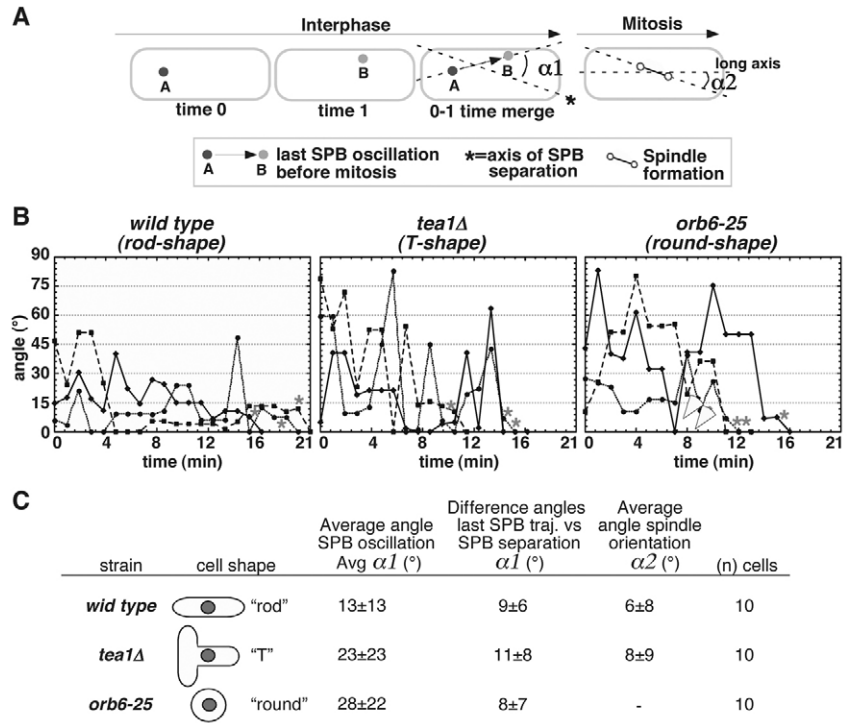 A
Interphase
Mitosis
A
B
A
B
α1
*
long axis
α2
time 0
time 1
0-1 time merge
A
B
last SPB oscillation
before mitosis
*=axis of SPB
separation
Spindle
formation
B
wild type
(rod-shape)
tea1Δ
(T-shape)
orb6-25
(round-shape)
angle (°)
90
75
60
45
30
15
0
0 4 8 12 16 19 21
0 4 8 12 16 19 21
0 4 8 12 16 19 21
* * *
* * *
** *
time (min)
time (min)
time (min)
C
strain
cell shape
Average angle
SPB oscillation
Avg α1 (°)
Difference angles
last SPB traj. vs
SPB separation
α1 (°)
Average
angle spindle
orientation
α2 (°)
(n) cells
wid type "rod" 13±13 9±6 6±8 10
tea1Δ "T" 23±23 11±8 8±9 10
orb6-25 "round" 28±22 8±7 - 10